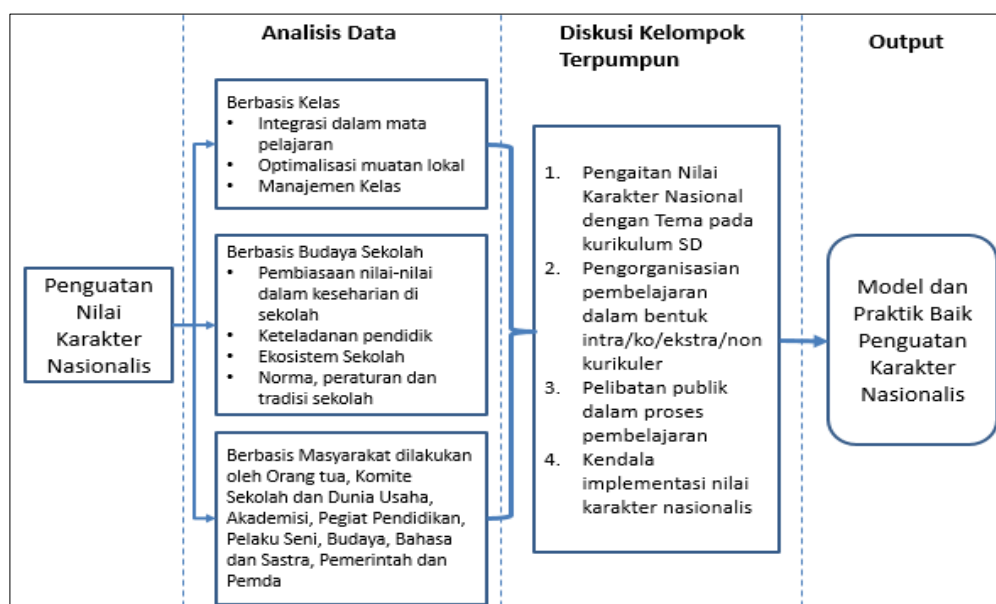 Analisis Data
Diskusi Kelompok
Terpumpun
Output
Penguatan
Nilai
Karakter
Nasionalis
Berbasis Kelas
• Integrasi dalam mata
pelajaran
• Optimalisasi muatan lokal
• Manajemen Kelas
Berbasis Budaya Sekolah
• Pembiasaan nilai-nilai
dalam keseharian di
sekolah
• Keteladanan pendidik
• Ekosistem Sekolah
• Norma, peraturan dan
tradisi sekolah
Berbasis Masyarakat dilakukan
oleh Orang tua, Komite
Sekolah dan Dunia Usaha,
Akademisi, Pegiat Pendidikan,
Pelaku Seni, Budaya, Bahasa
dan Sastra, Pemerintah dan
Pemda
1. Pengaitan Nilai
Karakter Nasional
dengan Tema pada
kurikulum SD
2. Pengorganisasian
pembelajaran
dalam bentuk
intra/ko/ekstra/non
kurikuler
3. Pelibatan publik
dalam proses
pembelajaran
4. Kendala
implementasi nilai
karakter nasionalis
Model dan
Praktik Baik
Penguatan
Karakter
Nasionalis